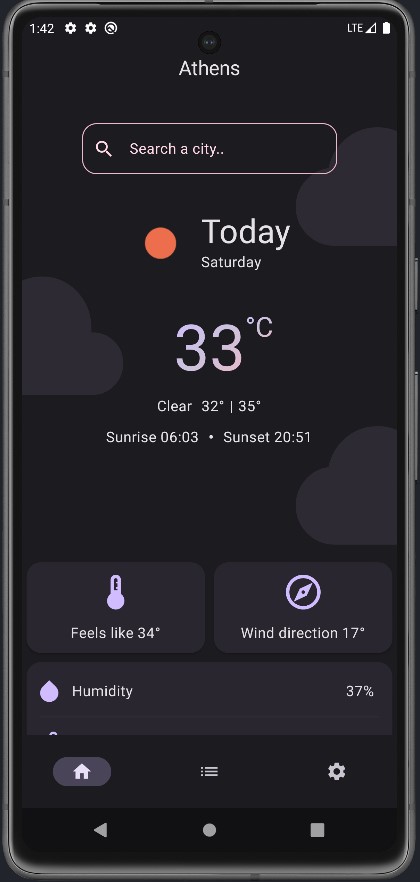 1:42 LTE
Athens
Search a city..
Today
Saturday
33°C
Clear 32° | 35°
Sunrise 06:03 • Sunset 20:51
Feels like 34° Wind direction 17°
Humidity 37%